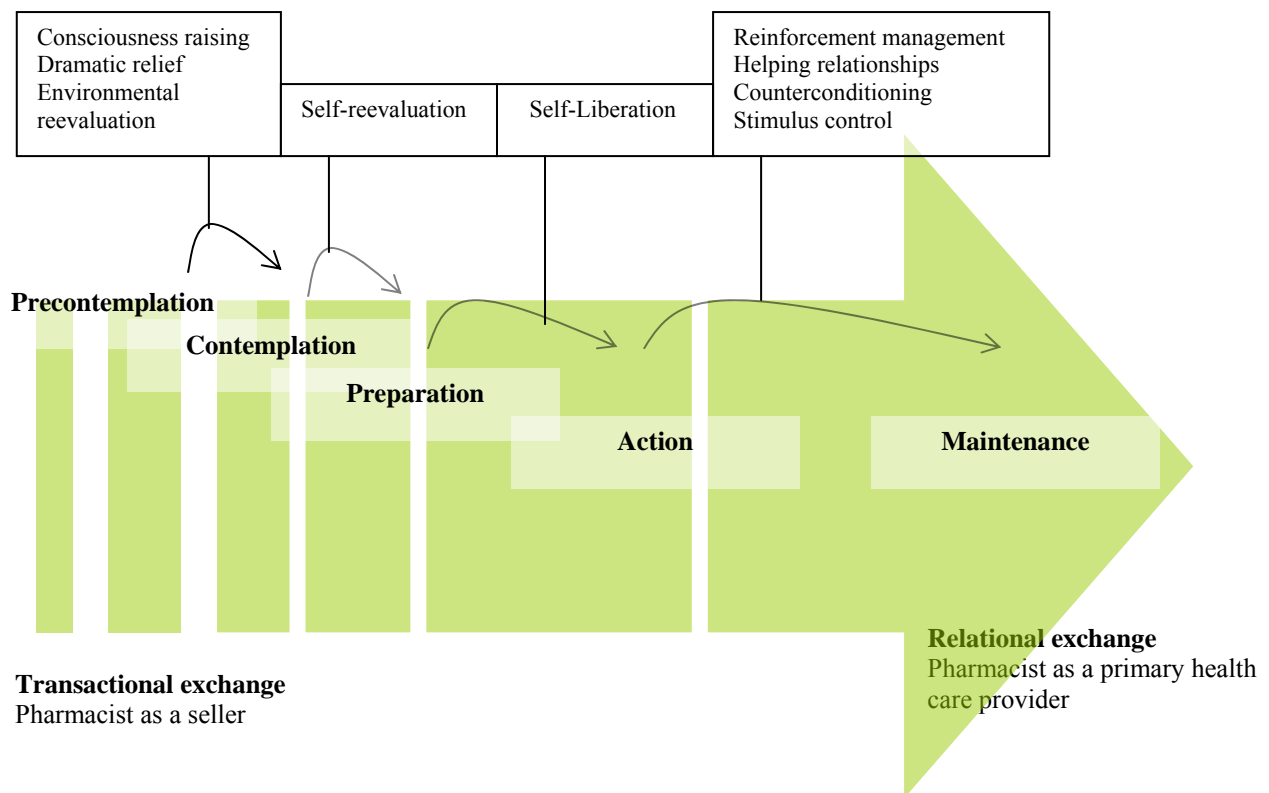 Consciousness raising
Dramatic relief
Environmental
reevaluation
Self-reevaluation
Self-Liberation
Reinforcement management
Helping relationships
Counterconditioning
Stimulus control
Precontemplation
Contemplation
Preparation
Action
Maintenance
Transactional exchange
Pharmacist as a seller
Relational exchange
Pharmacist as a primary health
care provider